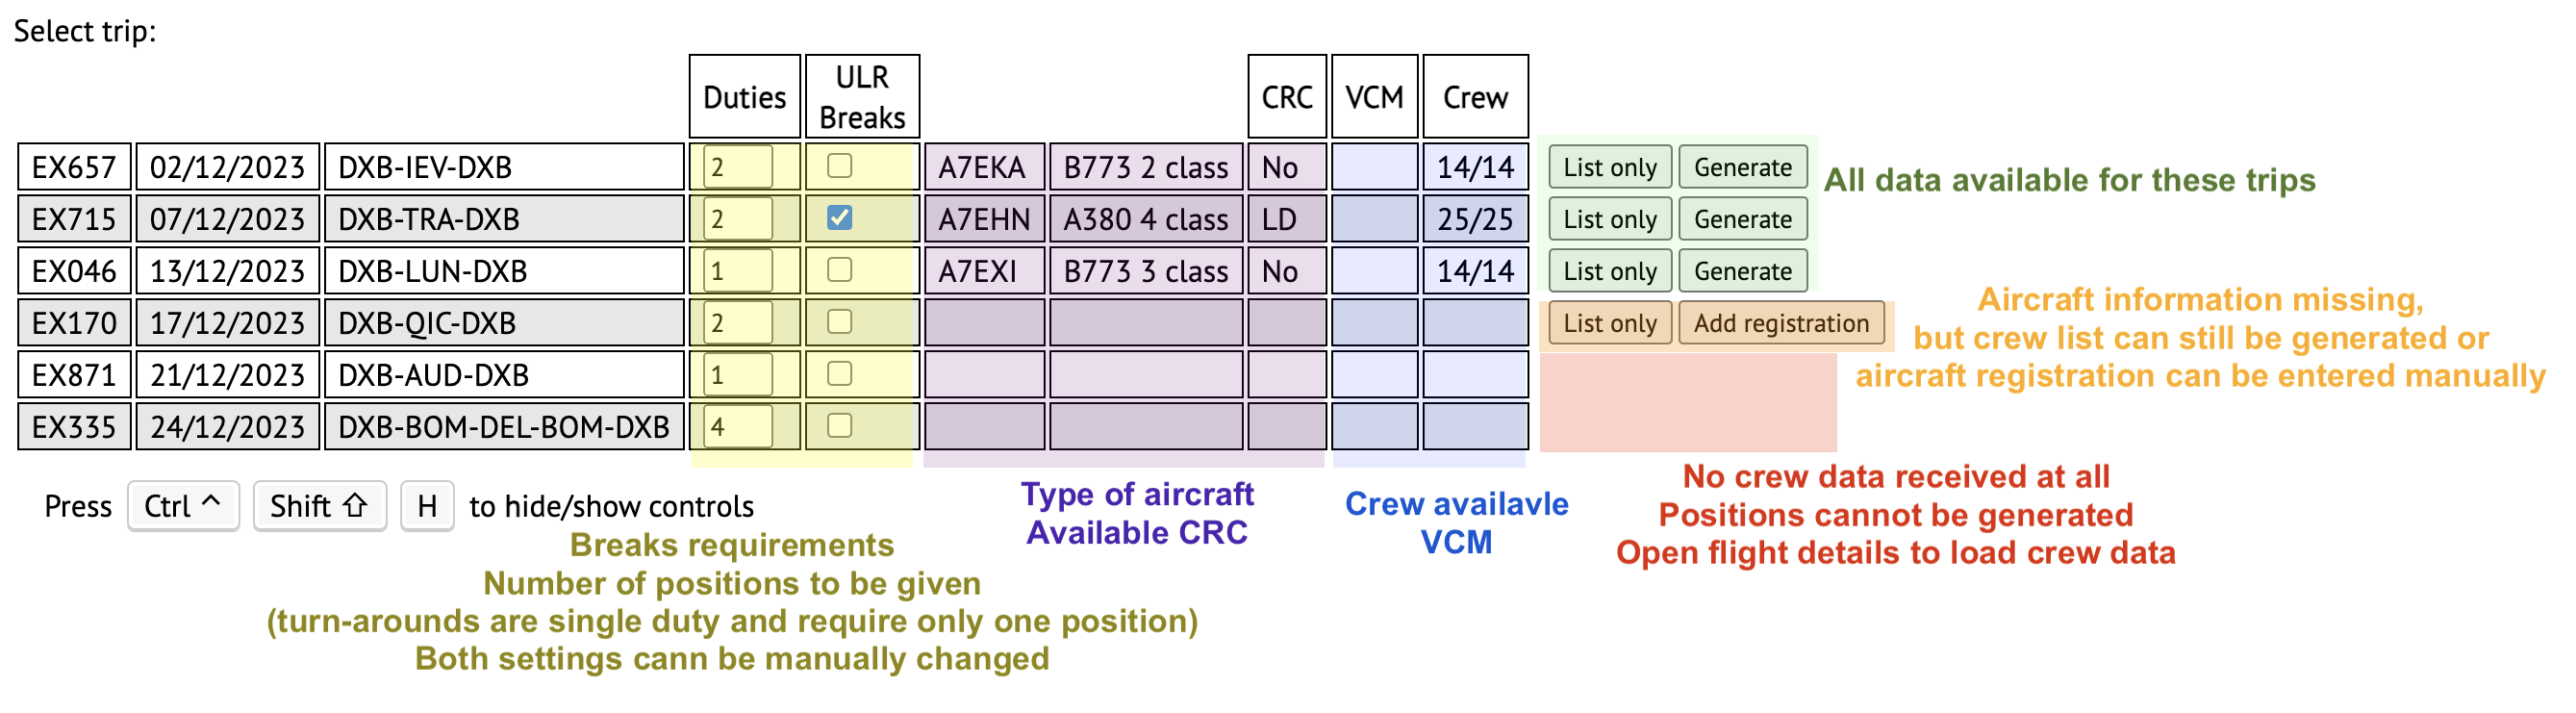 Select trip:
Duties ULR Breaks CRC VCM Crew
EX657 02/12/2023 DXB-IEV-DXB 2 A7EKA B773 2 class No 14/14 List only Generate
All data available for these trips
EX715 07/12/2023 DXB-TRA-DXB 2 A7EHN A380 4 class LD 25/25 List only Generate
EX046 13/12/2023 DXB-LUN-DXB 1 A7EXI B773 3 class No 14/14 List only Generate
EX170 17/12/2023 DXB-QIC-DXB 2 List only Add registration
Aircraft information missing,
but crew list can still be generated or
aircraft registration can be entered manually
EX871 21/12/2023 DXB-AUD-DXB 1
EX335 24/12/2023 DXB-BOM-DEL-BOM-DXB 4
Press Ctrl ^ Shift ⇧ H to hide/show controls
Breaks requirements
Number of positions to be given
(turn-arounds are single duty and require only one position)
Both settings cann be manually changed
Type of aircraft
Available CRC
Crew availavle
VCM
No crew data received at all
Positions cannot be generated
Open flight details to load crew data